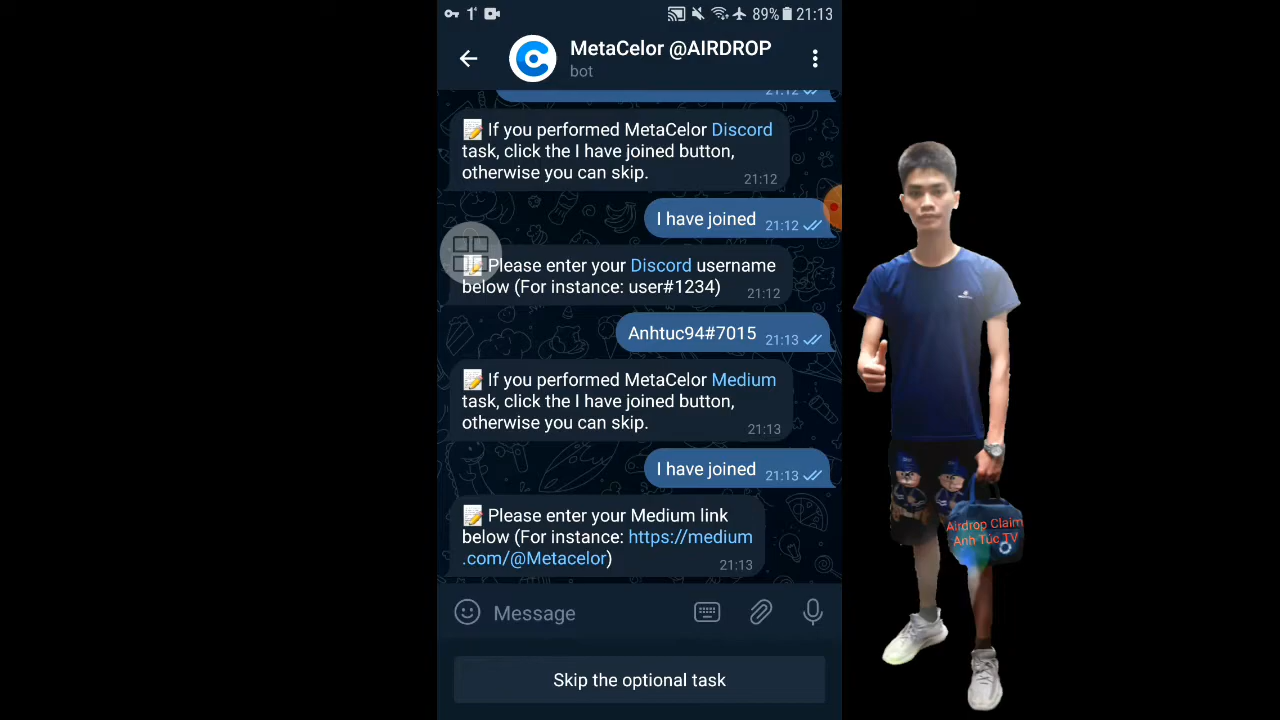 1 89% 21:13
MetaCelor @AIRDROP
bot
21:12
If you performed MetaCelor Discord
task, click the I have joined button,
otherwise you can skip.
21:12
I have joined 21:12
Please enter your Discord username
below (For instance: user#1234)
21:12
Anhtuc94#7015 21:13
If you performed MetaCelor Medium
task, click the I have joined button,
otherwise you can skip.
21:13
I have joined 21:13
Please enter your Medium link
below (For instance: https://medium
.com/@Metacelor)
21:13
Message
Skip the optional task
Airdrop Claim
Anh Túc TV